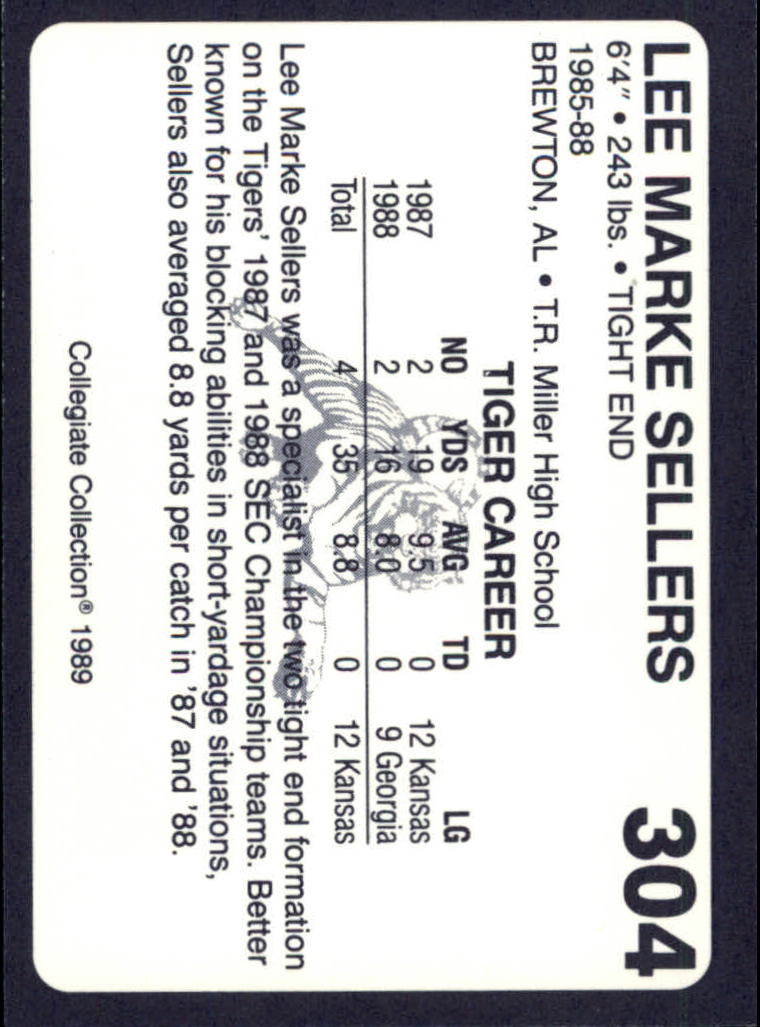 LEE MARKE SELLERS 304
6'4" • 243 lbs. • TIGHT END
1985-88
BREWTON, AL • T.R. Miller High School
TIGER CAREER
NO YDS AVG TD LG
1987 2 19 9.5 0 12 Kansas
1988 2 16 8.0 0 9 Georgia
Total 4 35 8.8 0 12 Kansas
Lee Marke Sellers was a specialist in the two-tight end formation
on the Tigers' 1987 and 1988 SEC Championship teams. Better
known for his blocking abilities in short-yardage situations,
Sellers also averaged 8.8 yards per catch in '87 and '88.
Collegiate Collection® 1989